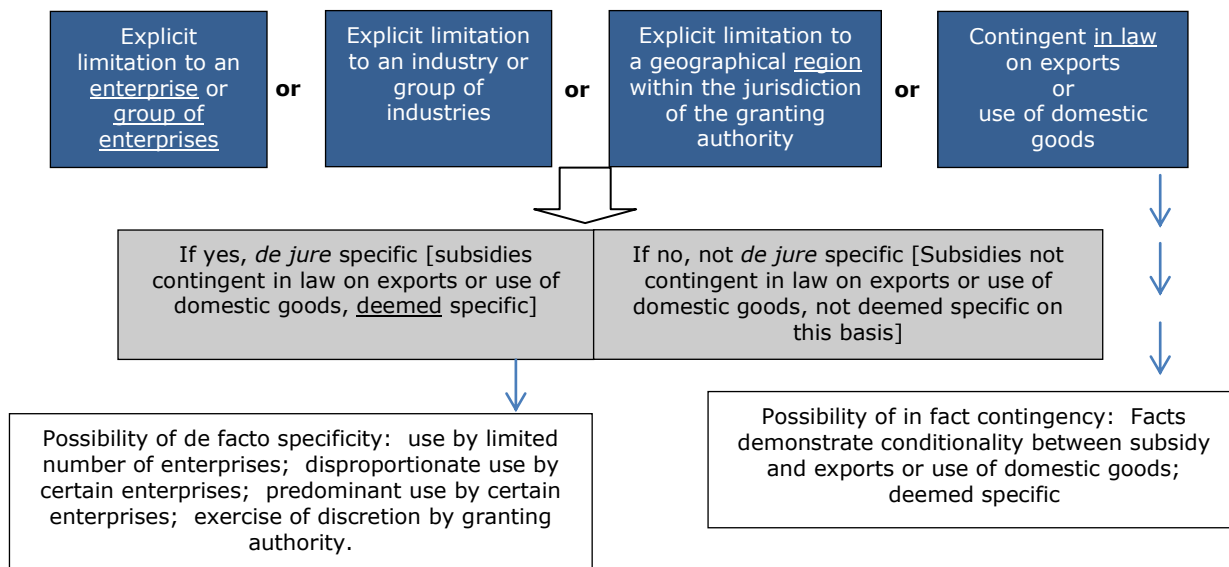 Explicit
limitation to an
enterprise or
group of
enterprises
or
Explicit limitation
to an industry or
group of
industries
or
Explicit limitation to
a geographical region
within the jurisdiction
of the granting
authority
or
Contingent in law
on exports
or
use of domestic
goods
If yes, de jure specific [subsidies
contingent in law on exports or use of
domestic goods, deemed specific]
If no, not de jure specific [Subsidies not
contingent in law on exports or use of
domestic goods, not deemed specific on
this basis]
Possibility of de facto specificity: use by limited
number of enterprises; disproportionate use by
certain enterprises; predominant use by certain
enterprises; exercise of discretion by granting
authority.
Possibility of in fact contingency: Facts
demonstrate conditionality between subsidy
and exports or use of domestic goods;
deemed specific